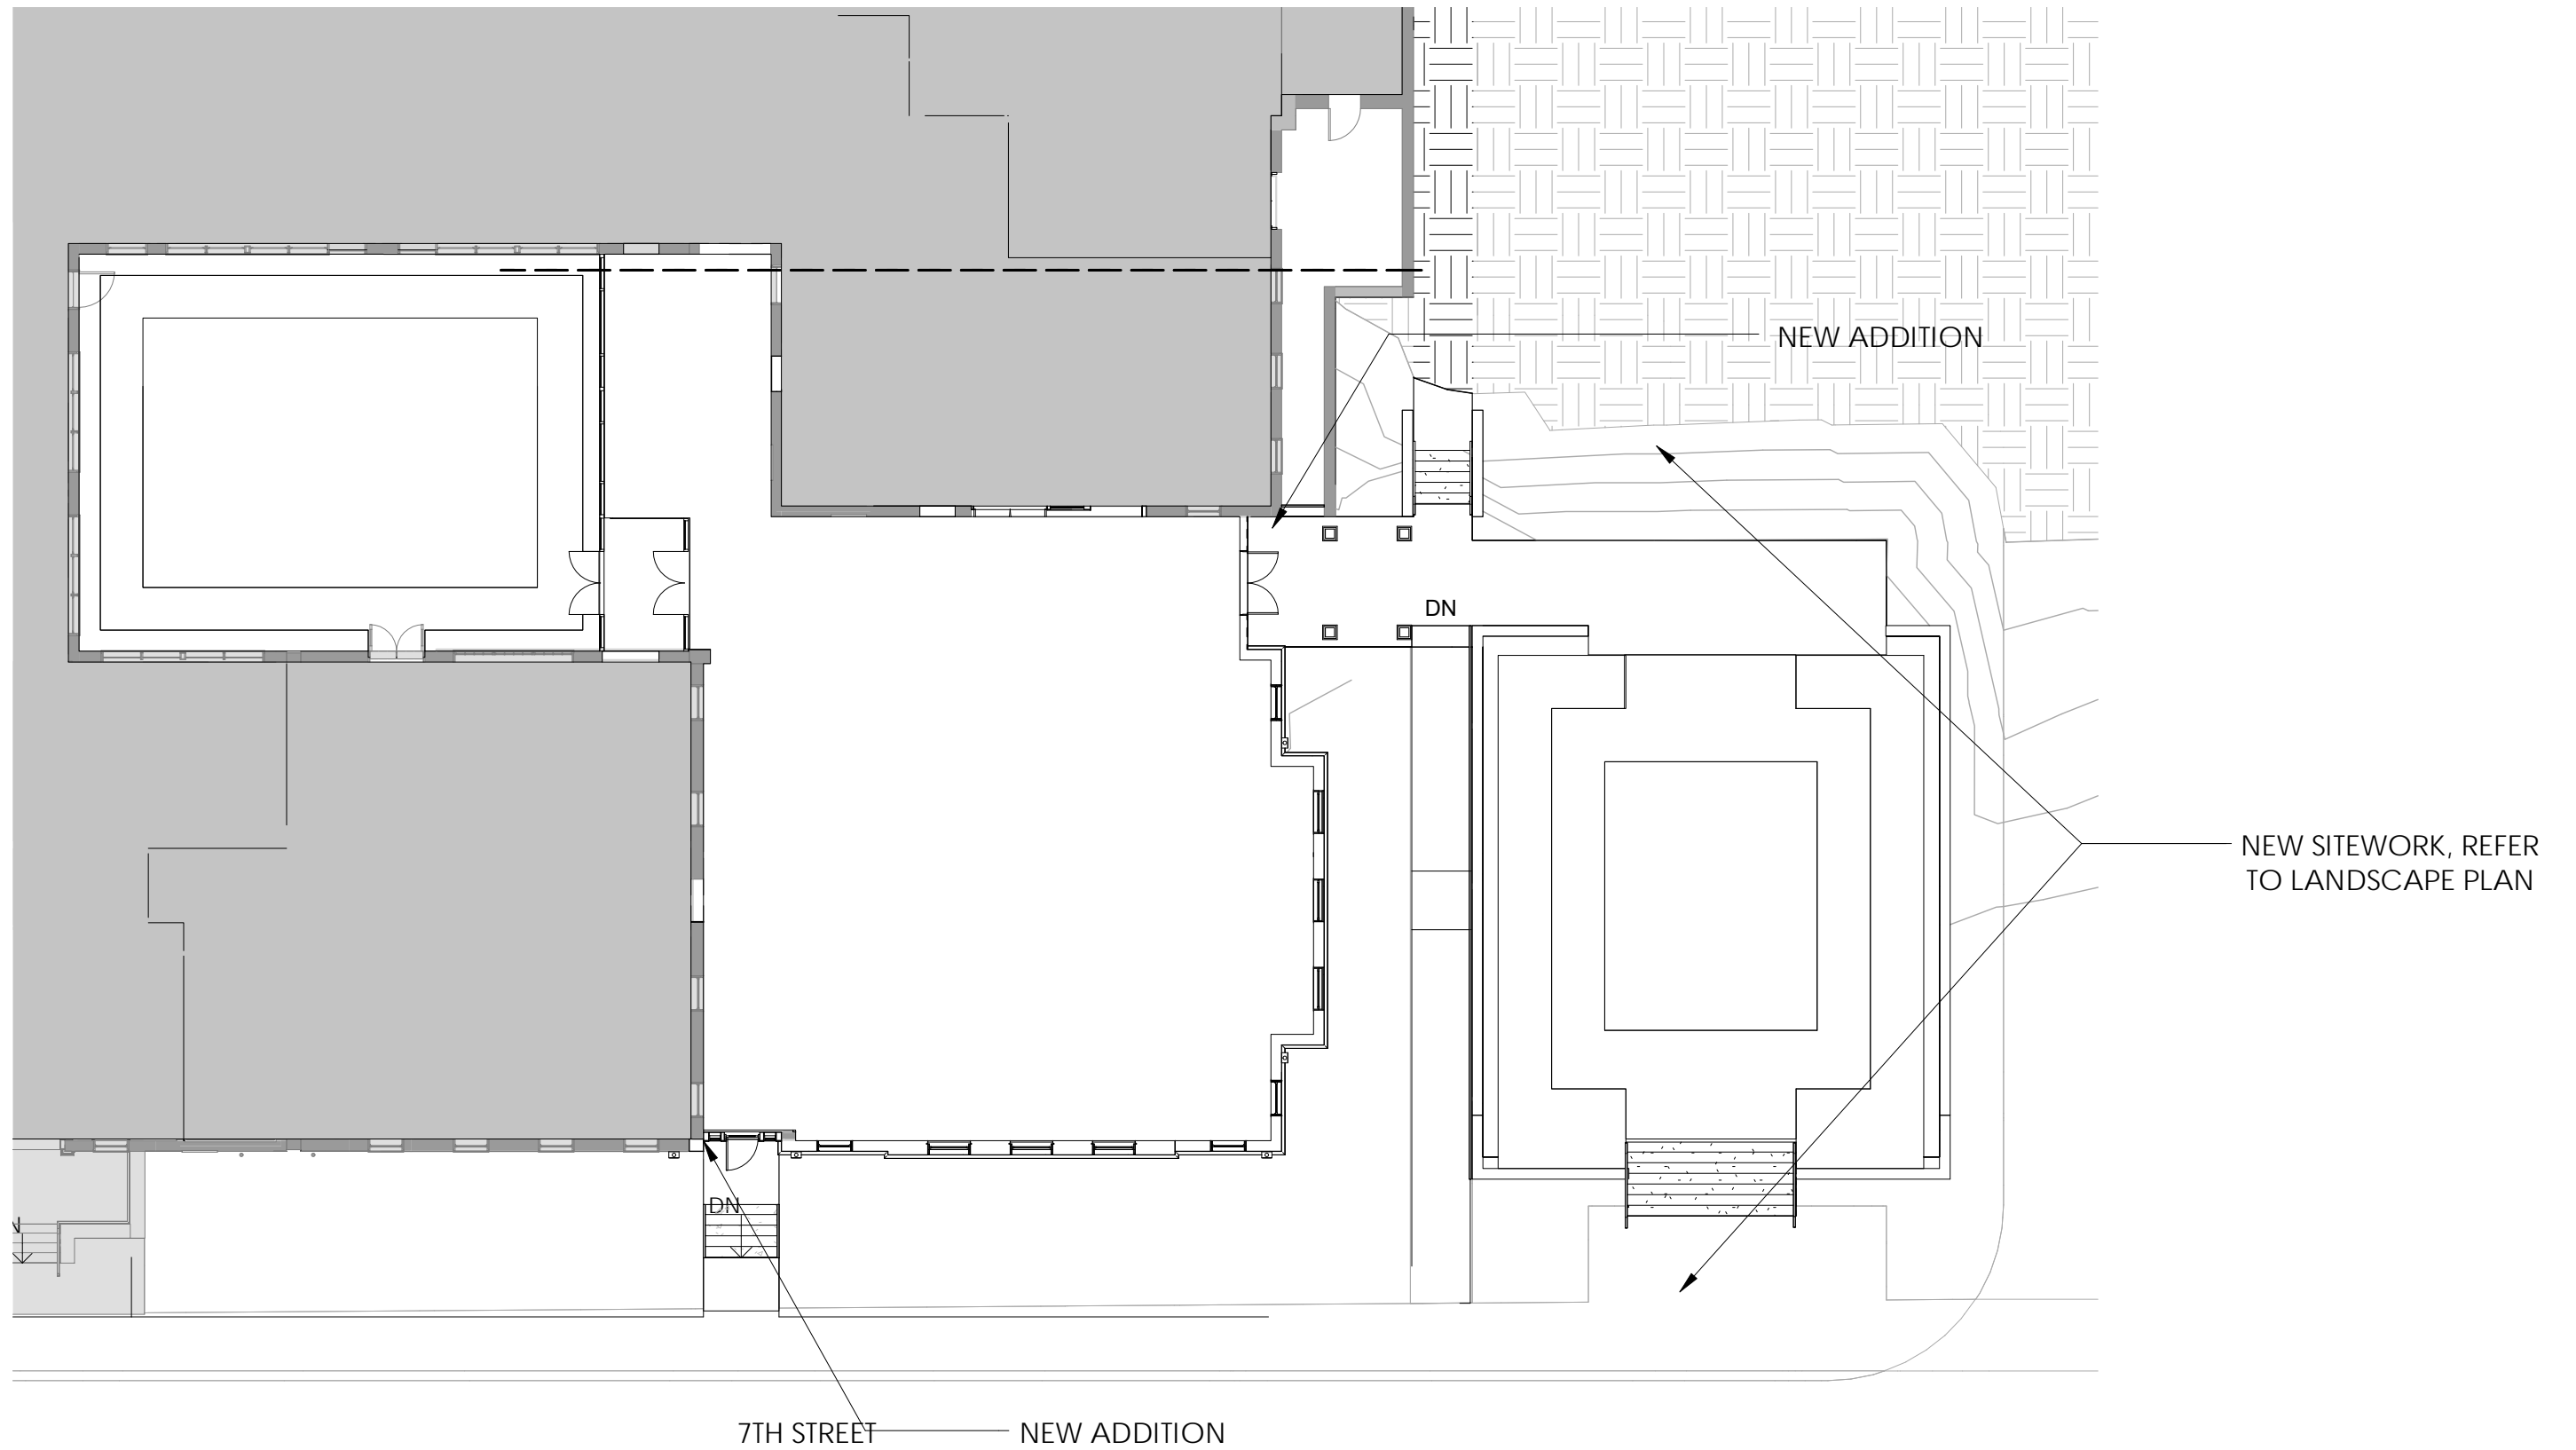 NEW ADDITION
DN
NEW SITEWORK, REFER
TO LANDSCAPE PLAN
DN
7TH STREET
NEW ADDITION